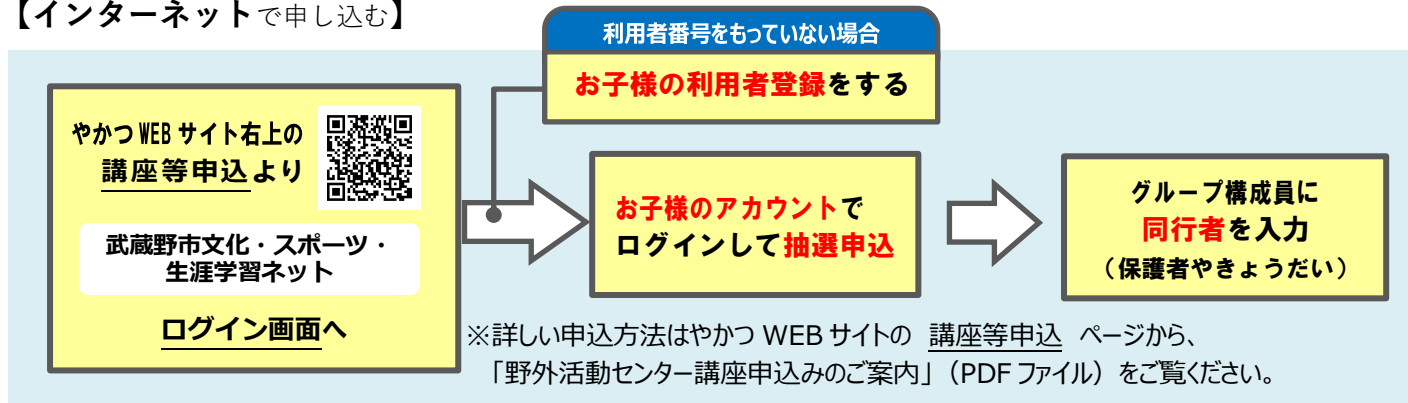 【インターネットで申し込む】
利用者番号をもっていない場合
お子様の利用者登録をする
やかつWEBサイト右上の
講座等申込より
武蔵野市文化・スポーツ・
生涯学習ネット
ログイン画面へ
お子様のアカウントで
ログインして抽選申込
グループ構成員に
同行者を入力
（保護者やきょうだい）
※詳しい申込方法はやかつ WEB サイトの 講座等申込 ページから、
「野外活動センター講座申込みのご案内」（PDF ファイル）をご覧ください。